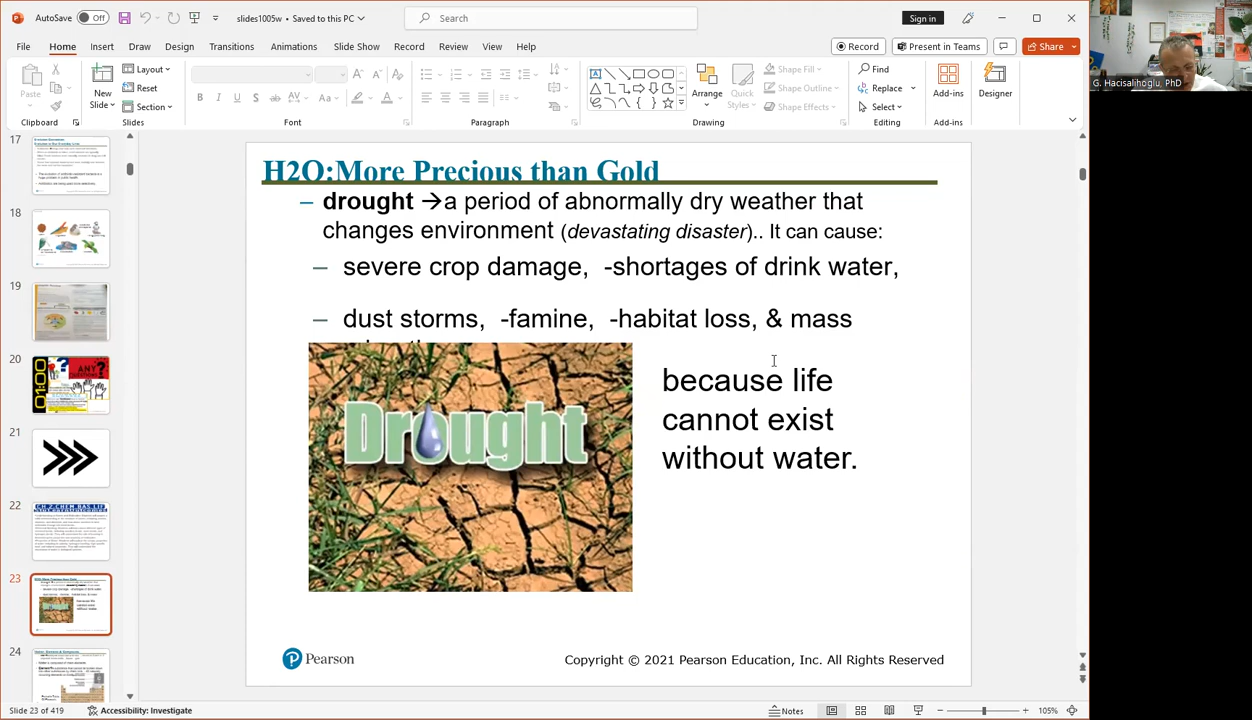 AutoSave
Off
slides1005w • Saved to this PC
Search
Sign in
File
Home
Insert
Draw
Design
Transitions
Animations
Slide Show
Record
Review
View
Help
Record
Present in Teams
Share
Paste
New
Slide
Layout
Reset
Section
Aa
Arrange
Quick
Styles
Shape Fill
Shape Outline
Shape Effects
Find
Replace
Select
Add-ins
Designer
Clipboard
Slides
Font
Paragraph
Drawing
Editing
Add-ins
G. Hacisalihoglu, PhD
17
18
19
20
21
22
23
24
H2O:More Precious than Gold
– drought →a period of abnormally dry weather that
changes environment (devastating disaster).. It can cause:
– severe crop damage, -shortages of drink water,
– dust storms, -famine, -habitat loss, & mass
Drought
because life
cannot exist
without water.
Pearson
Copyright © 2021 Pearson Education, Inc. All Rights Reserved
Slide 23 of 419
Accessibility: Investigate
Notes
105%